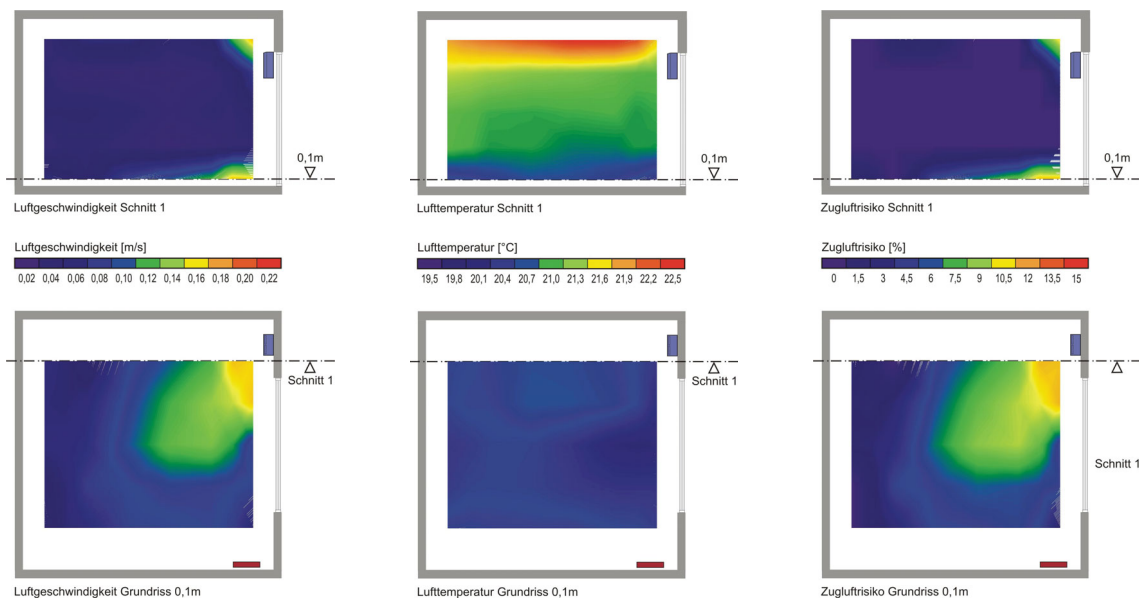 0,1m
0,1m
0,1m
Luftgeschwindigkeit Schnitt 1
Lufttemperatur Schnitt 1
Zugluftrisiko Schnitt 1
Luftgeschwindigkeit [m/s]
Lufttemperatur [°C]
Zugluftrisiko [%]
0,02 0,04 0,06 0,08 0,10 0,12 0,14 0,16 0,18 0,20 0,22
19,5 19,8 20,1 20,4 20,7 21,0 21,3 21,6 21,9 22,2 22,5
0 1,5 3 4,5 6 7,5 9 10,5 12 13,5 15
Schnitt 1
Schnitt 1
Schnitt 1
Luftgeschwindigkeit Grundriss 0,1m
Lufttemperatur Grundriss 0,1m
Zugluftrisiko Grundriss 0,1m